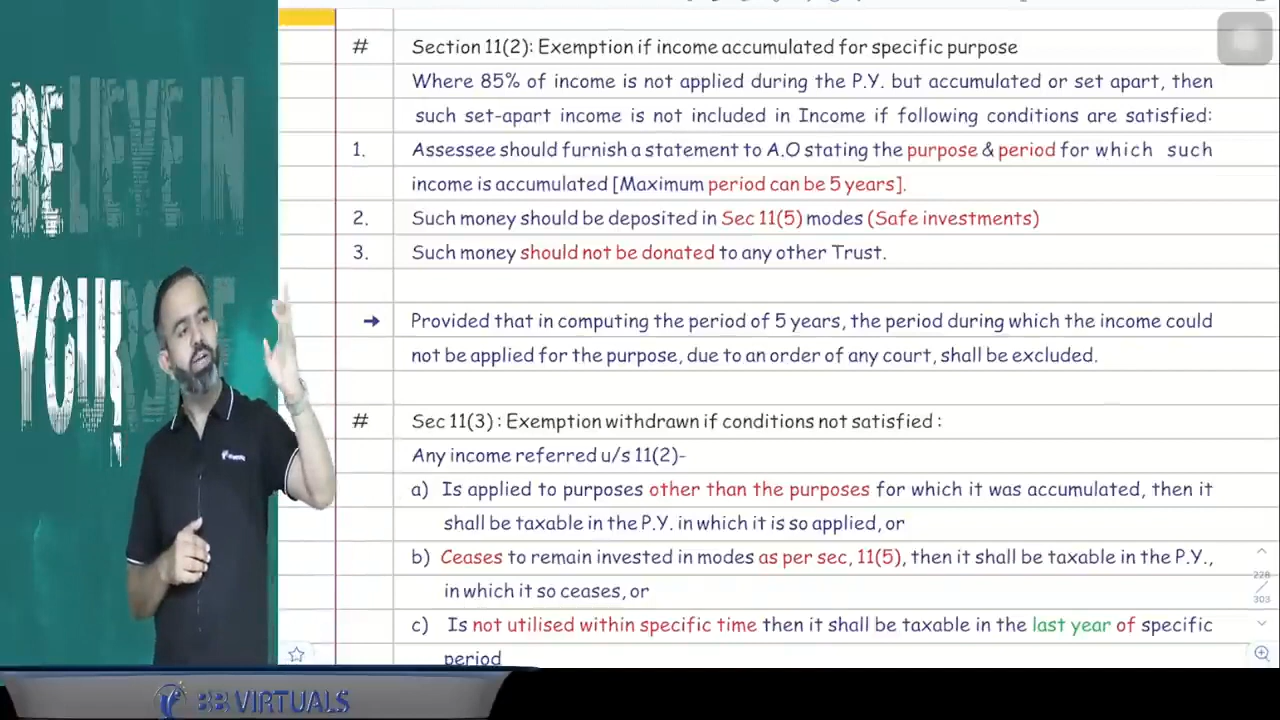 BELIEVE IN
YOURSELF
# Section 11(2): Exemption if income accumulated for specific purpose
Where 85% of income is not applied during the P.Y. but accumulated or set apart, then
such set-apart income is not included in Income if following conditions are satisfied:
1. Assessee should furnish a statement to A.O stating the purpose & period for which such
income is accumulated [Maximum period can be 5 years].
2. Such money should be deposited in Sec 11(5) modes (Safe investments)
3. Such money should not be donated to any other Trust.
→ Provided that in computing the period of 5 years, the period during which the income could
not be applied for the purpose, due to an order of any court, shall be excluded.
# Sec 11(3) : Exemption withdrawn if conditions not satisfied :
Any income referred u/s 11(2)-
a) Is applied to purposes other than the purposes for which it was accumulated, then it
shall be taxable in the P.Y. in which it is so applied, or
b) Ceases to remain invested in modes as per sec, 11(5), then it shall be taxable in the P.Y.,
in which it so ceases, or
c) Is not utilised within specific time then it shall be taxable in the last year of specific
period
228
/
303
BB VIRTUALS